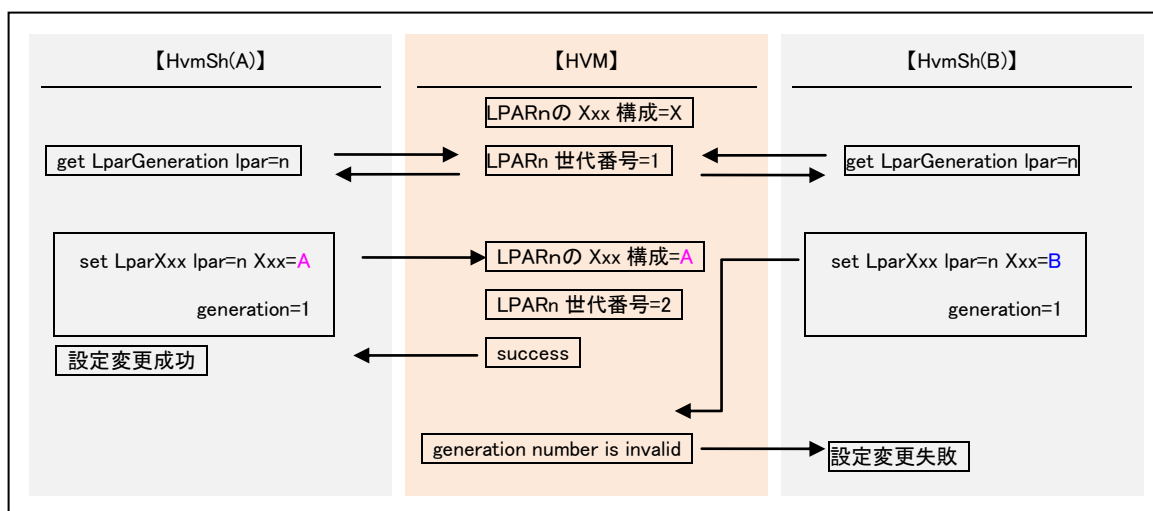 【HvmSh(A)】
【HVM】
【HvmSh(B)】
LPARnの Xxx 構成=X
get LparGeneration lpar=n
LPARn 世代番号=1
get LparGeneration lpar=n
set LparXxx lpar=n Xxx=A
generation=1
LPARnの Xxx 構成=A
set LparXxx lpar=n Xxx=B
generation=1
LPARn 世代番号=2
設定変更成功
success
generation number is invalid
設定変更失敗